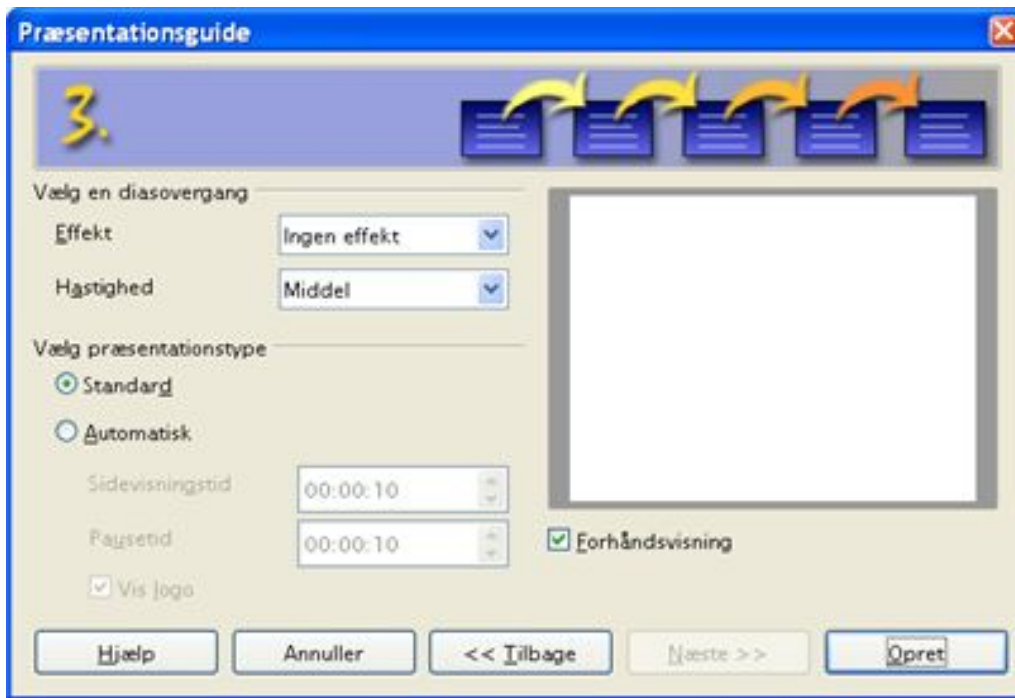 Præsentationsguide
3.
Vælg en diasovergang
Effekt
Ingen effekt
Hastighed
Middel
Vælg præsentationstype
Standard
Automatisk
Sidevisningstid
00:00:10
Pausetid
00:00:10
Vis logo
Forhåndsvisning
Hjælp
Annuller
<< Tilbage
Næste >>
Opret